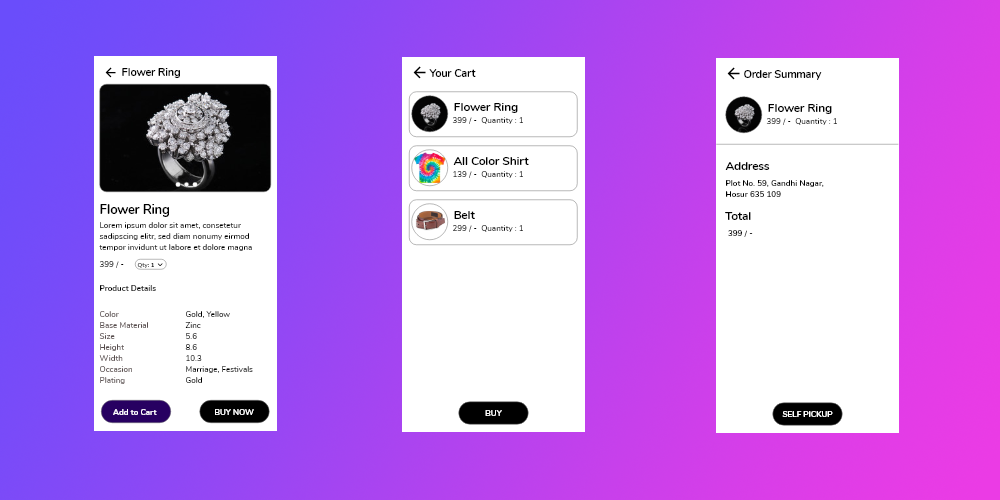 Flower Ring
Flower Ring
Lorem ipsum dolor sit amet, consetetur
sadipscing elitr, sed diam nonumy eirmod
tempor invidunt ut labore et dolore magna
399 / - Qty: 1
Product Details
Color Gold, Yellow
Base Material Zinc
Size 5.6
Height 8.6
Width 10.3
Occasion Marriage, Festivals
Plating Gold
Add to Cart BUY NOW
Your Cart
Flower Ring
399 / - Quantity : 1
All Color Shirt
139 / - Quantity : 1
Belt
299 / - Quantity : 1
BUY
Order Summary
Flower Ring
399 / - Quantity : 1
Address
Plot No. 59, Gandhi Nagar,
Hosur 635 109
Total
399 / -
SELF PICKUP